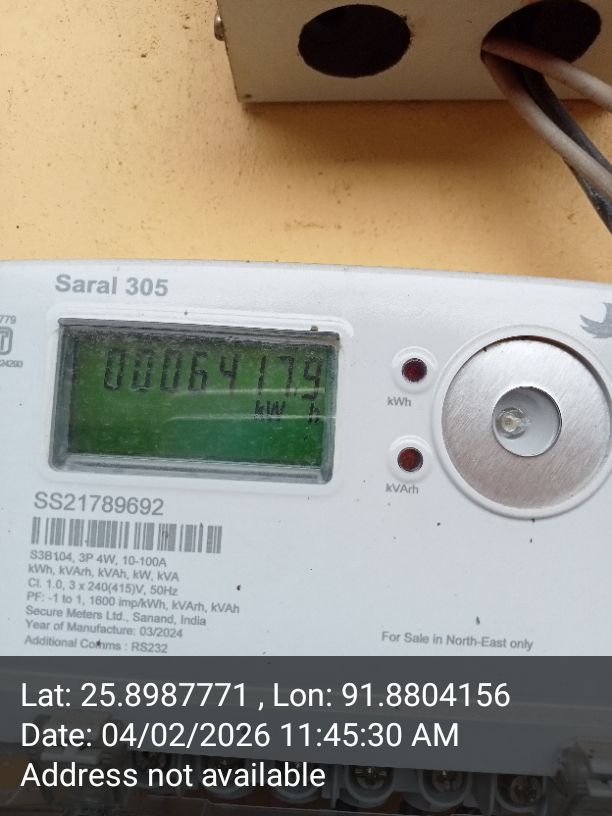 Saral 305
779
00064179
kW h
kWh
kVArh
SS21789692
S3B104, 3P 4W, 10-100A
kWh, kVArh, kVAh, kW, kVA
Cl. 1.0, 3 x 240(415)V, 50Hz
PF: -1 to 1, 1600 imp/kWh, kVArh, kVAh
Secure Meters Ltd., Sanand, India
Year of Manufacture: 03/2024
Additional Comms : RS232
For Sale in North-East only
Lat: 25.8987771 , Lon: 91.8804156
Date: 04/02/2026 11:45:30 AM
Address not available